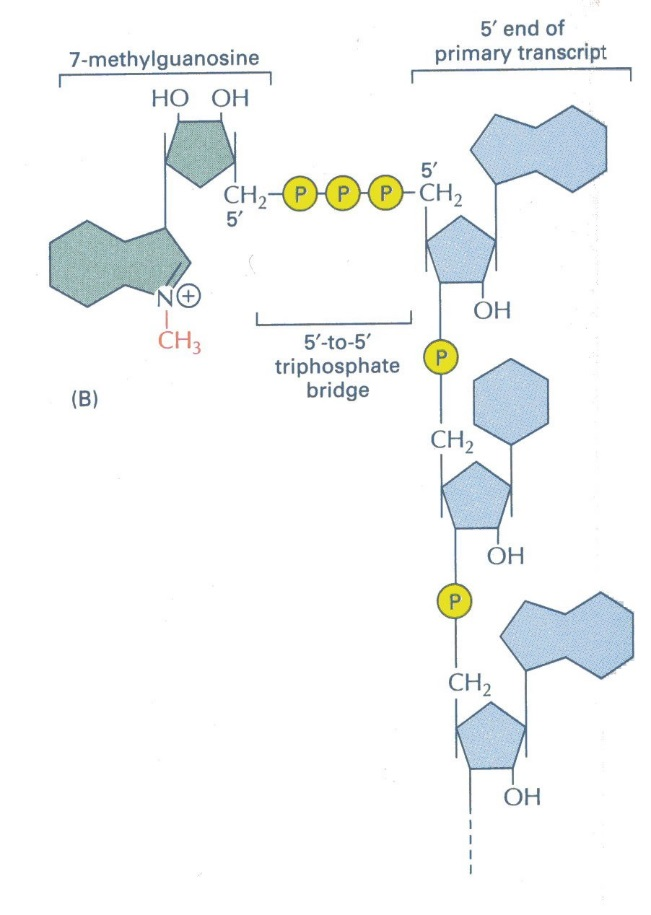 5′ end of
primary transcript
7-methylguanosine
HO OH
CH₂ P P P CH₂
5′
5′
OH
N⊕
CH₃
5′-to-5′
triphosphate
bridge
P
(B)
CH₂
OH
P
CH₂
OH